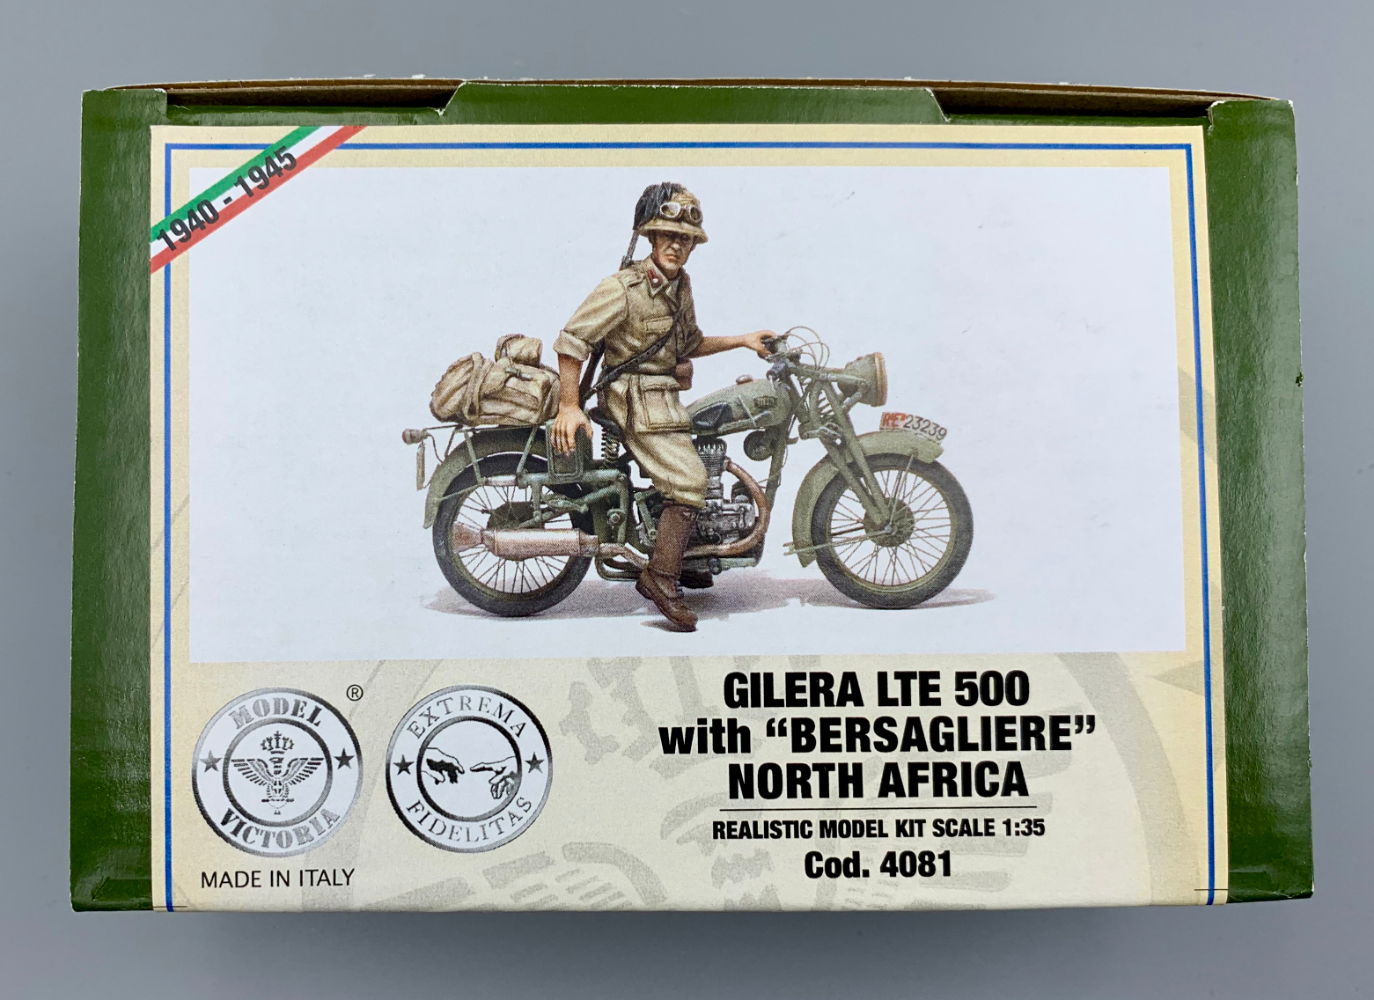 1940 - 1945
RE 23239
MODEL
VICTORIA
®
EXTREMA
FIDELITAS
MADE IN ITALY
GILERA LTE 500
with “BERSAGLIERE”
NORTH AFRICA
REALISTIC MODEL KIT SCALE 1:35
Cod. 4081